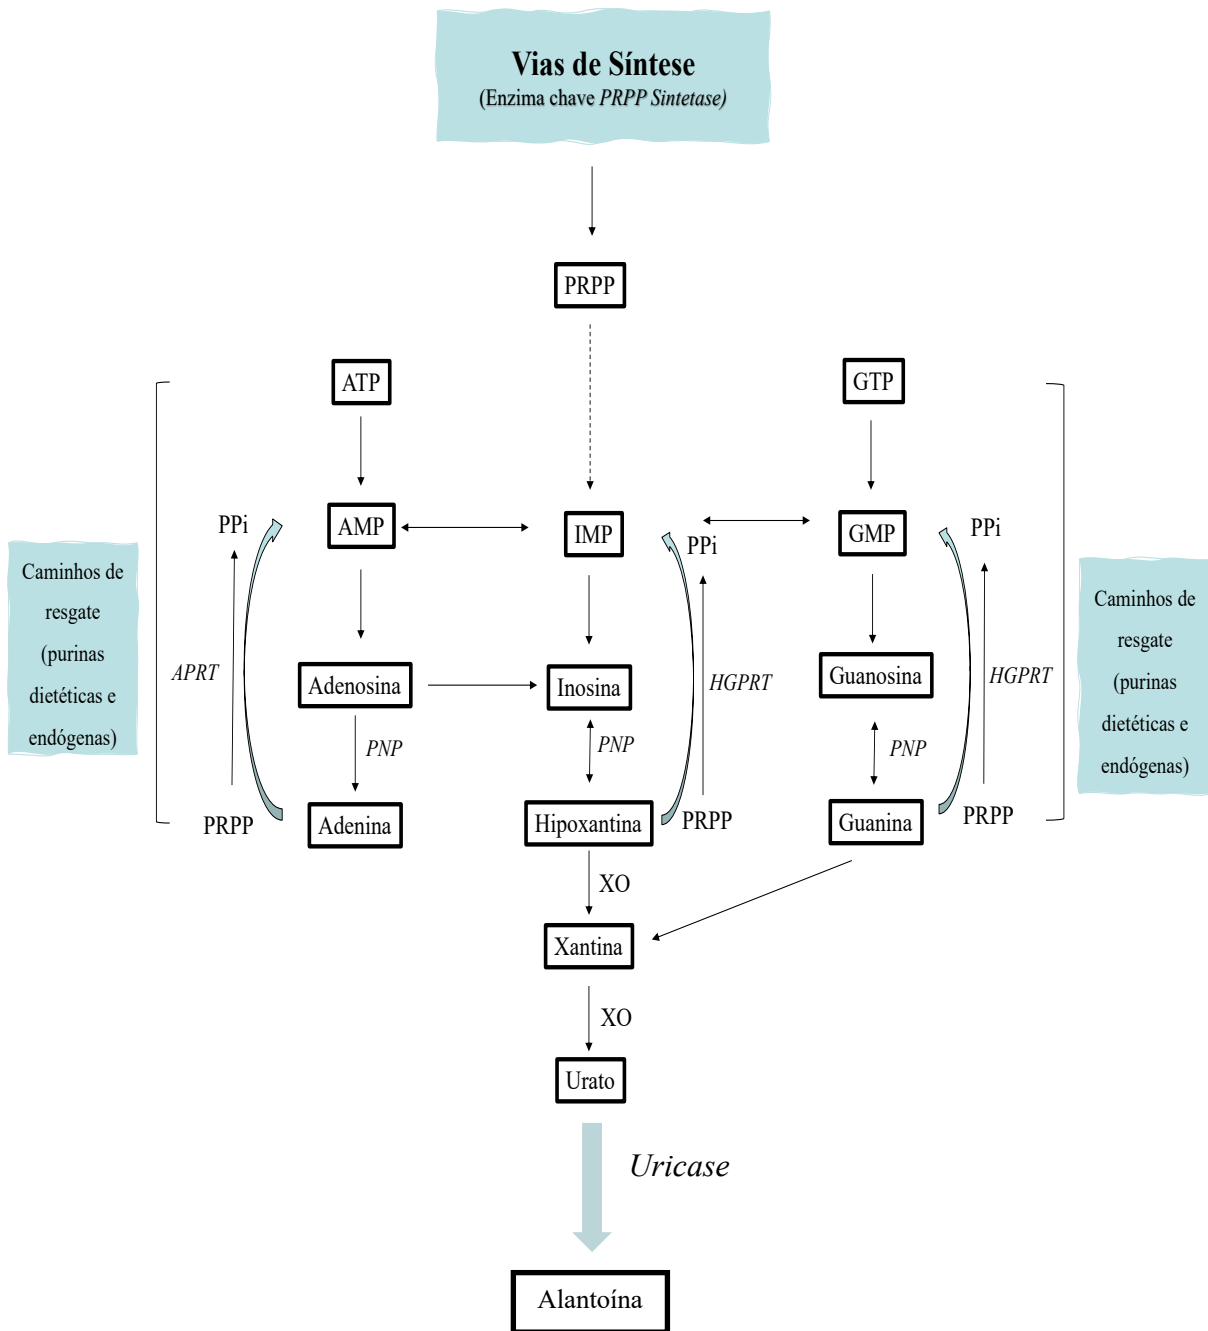 Vias de Síntese
(Enzima chave PRPP Sintetase)
PRPP
ATP
GTP
PPi
AMP
IMP
PPi
GMP
PPi
Caminhos de
resgate
(purinas
dietéticas e
endógenas)
Caminhos de
resgate
(purinas
dietéticas e
endógenas)
APRT
Adenosina
Inosina
HGPRT
Guanosina
HGPRT
PNP
PNP
PNP
PRPP
Adenina
Hipoxantina
PRPP
Guanina
PRPP
XO
Xantina
XO
Urato
Uricase
Alantoína